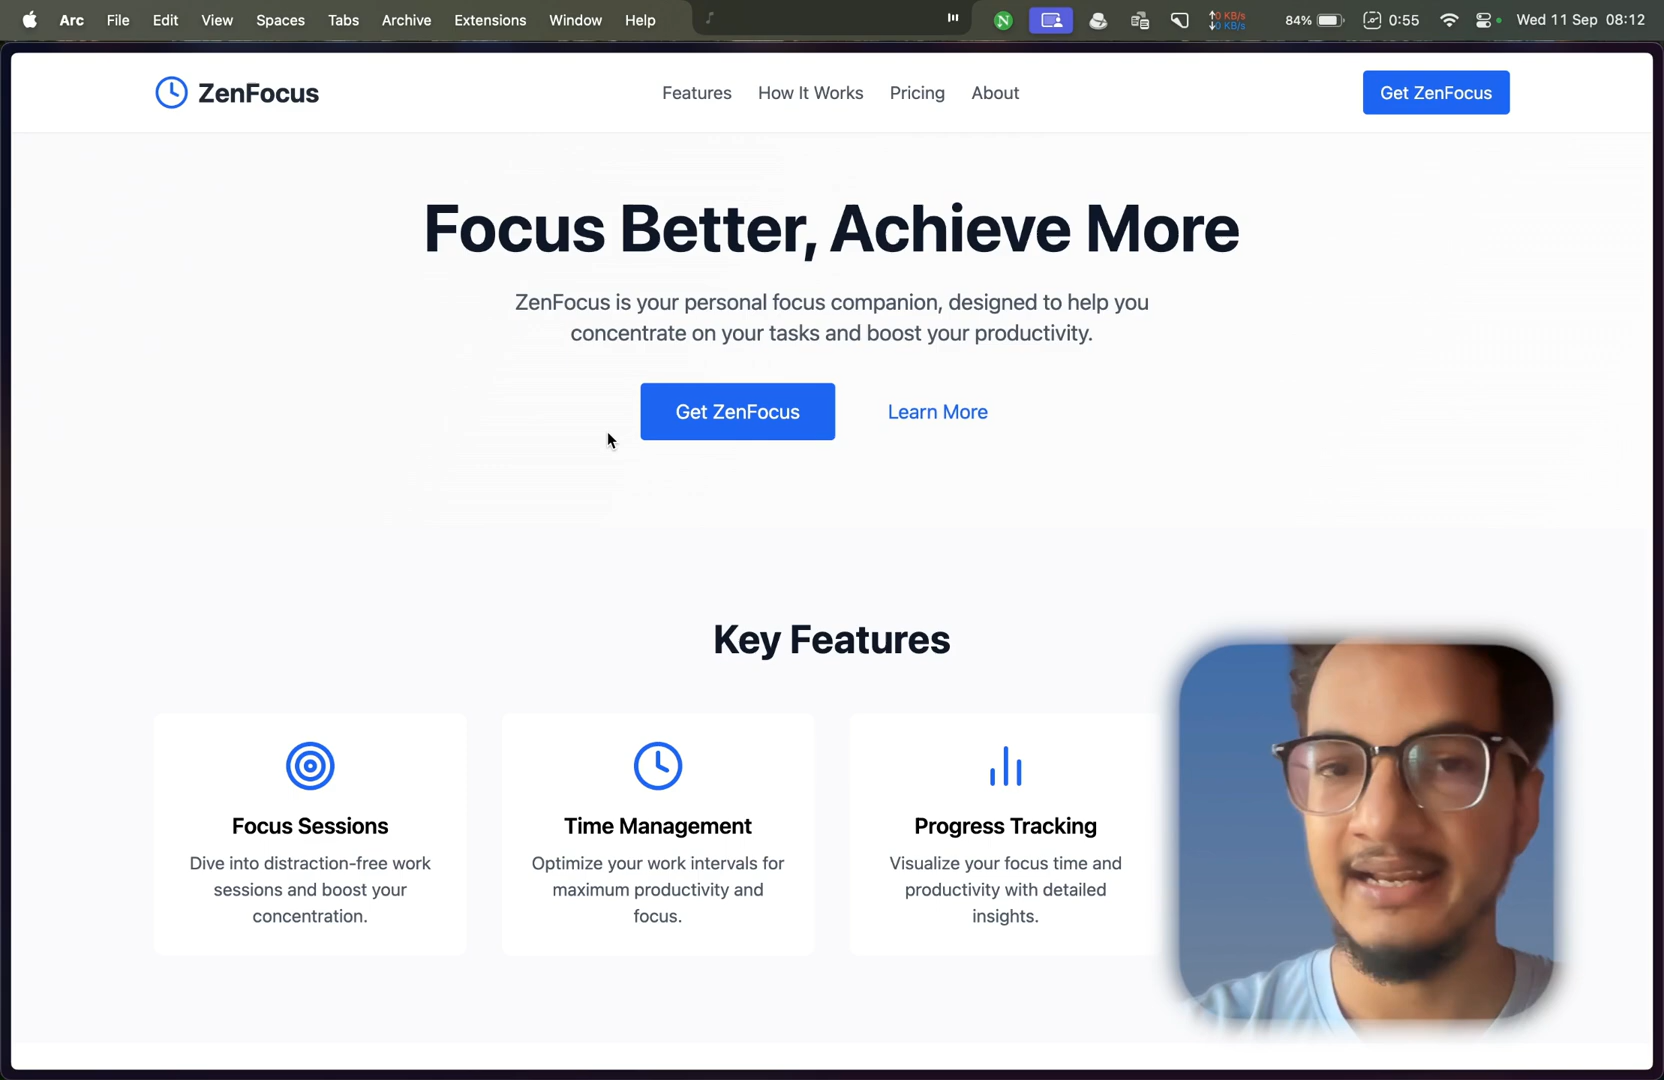 Arc File Edit View Spaces Tabs Archive Extensions Window Help N 0 KB/s 0 KB/s 84% 0:55 Wed 11 Sep 08:12
ZenFocus Features How It Works Pricing About Get ZenFocus
Focus Better, Achieve More
ZenFocus is your personal focus companion, designed to help you
concentrate on your tasks and boost your productivity.
Get ZenFocus Learn More
Key Features
Focus Sessions
Dive into distraction-free work
sessions and boost your
concentration.
Time Management
Optimize your work intervals for
maximum productivity and
focus.
Progress Tracking
Visualize your focus time and
productivity with detailed
insights.